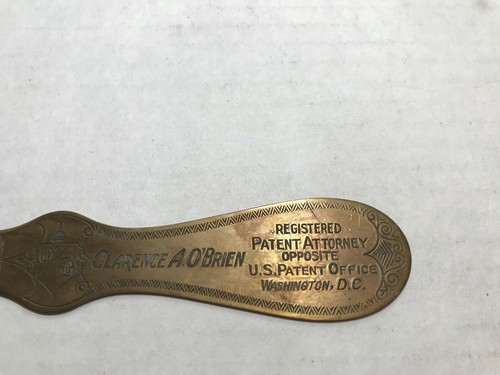 CLARENCE A. O'BRIEN
REGISTERED
PATENT ATTORNEY
OPPOSITE
U.S. PATENT OFFICE
WASHINGTON, D.C.